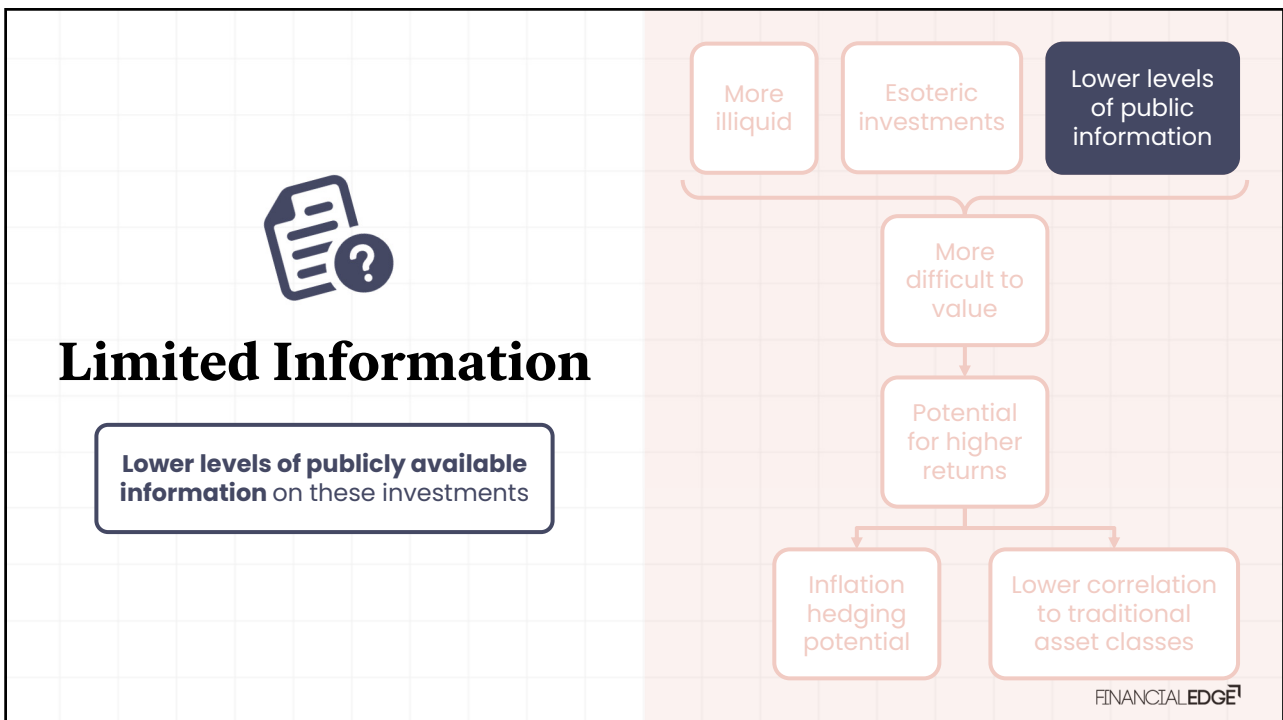 Limited Information
Lower levels of publicly available
information on these investments
More
illiquid
Esoteric
investments
Lower levels
of public
information
More
difficult to
value
Potential
for higher
returns
Inflation
hedging
potential
Lower correlation
to traditional
asset classes
FINANCIALEDGE